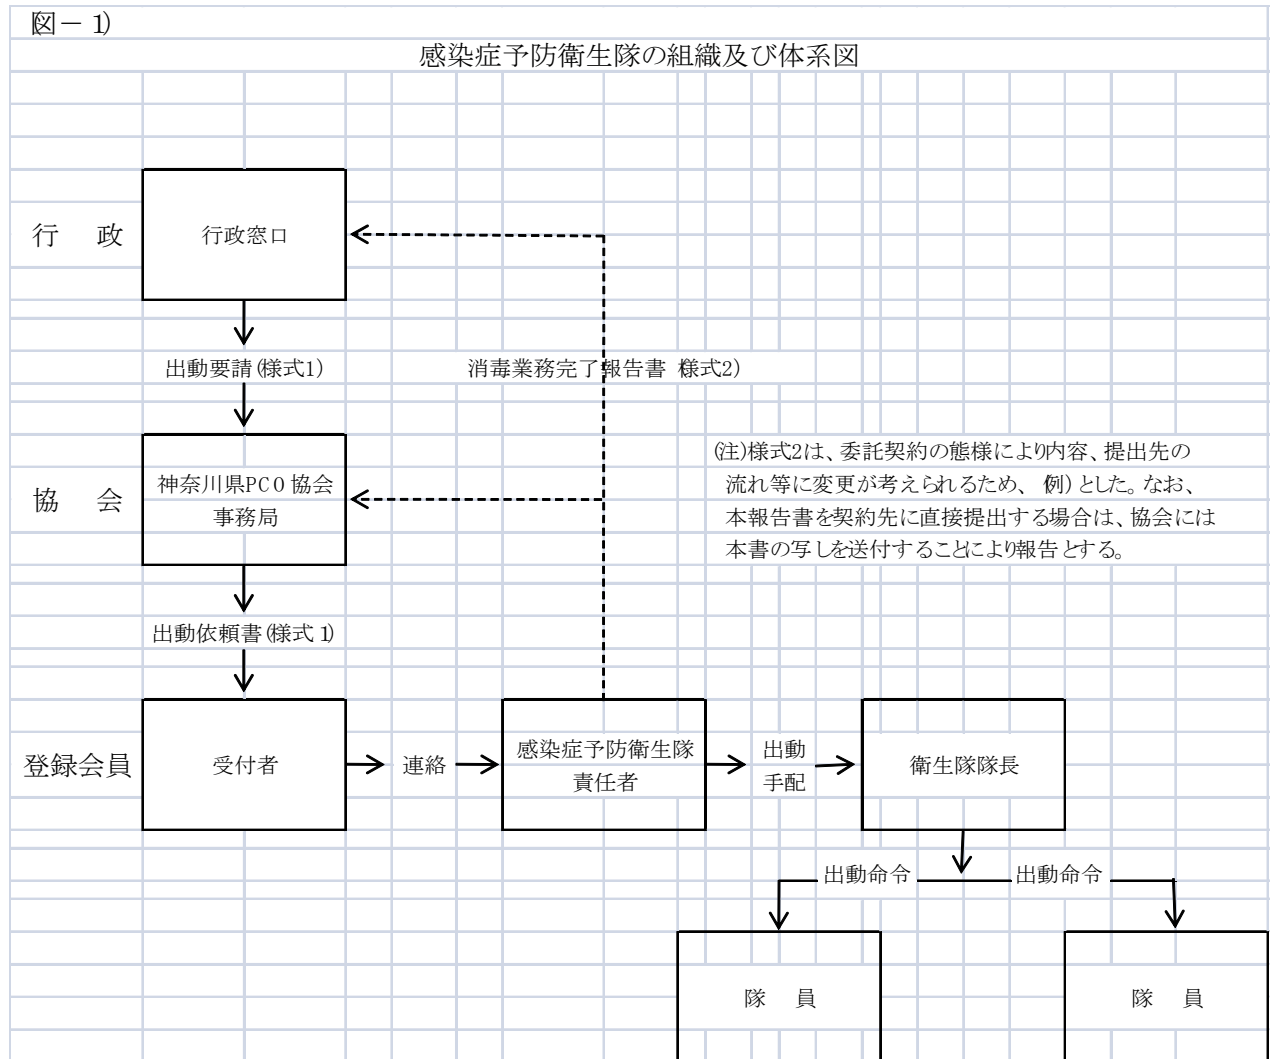 図－1)
感染症予防衛生隊の組織及び体系図
行　政
行政窓口
出動要請(様式1)
消毒業務完了報告書 (様式2)
協　会
神奈川県PCO協会
事務局
(注)様式2は、委託契約の態様により内容、提出先の
流れ等に変更が考えられるため、(例)とした。なお、
本報告書を契約先に直接提出する場合は、協会には
本書の写しを送付することにより報告とする。
出動依頼書(様式1)
登録会員
受付者
連絡
感染症予防衛生隊
責任者
出動
手配
衛生隊隊長
出動命令
出動命令
隊　員
隊　員